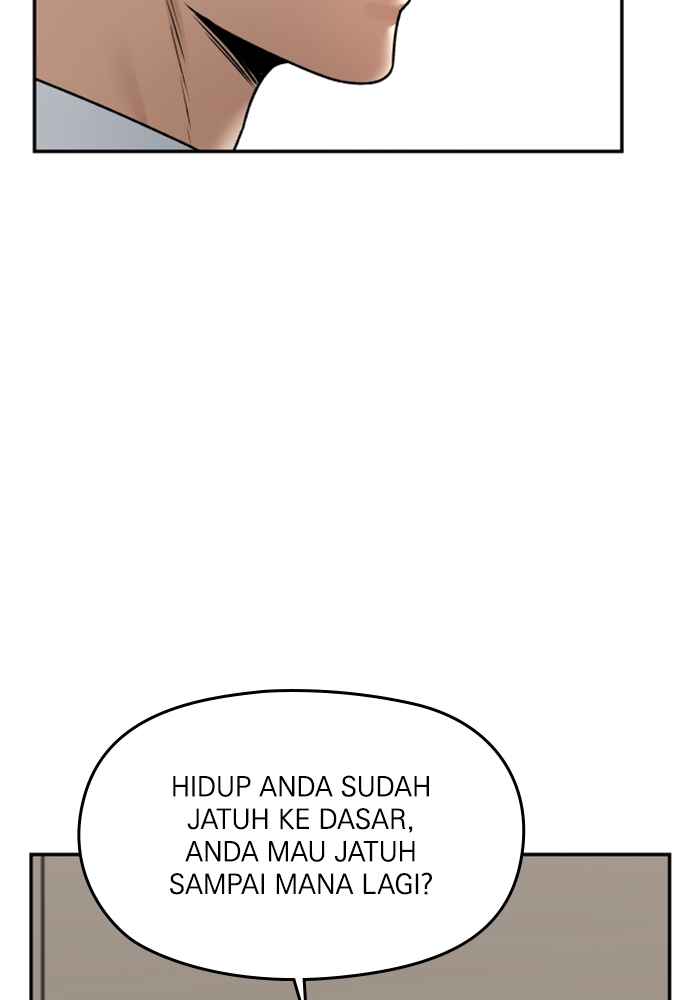 HIDUP ANDA SUDAH
JATUH KE DASAR,
ANDA MAU JATUH
SAMPAI MANA LAGI?